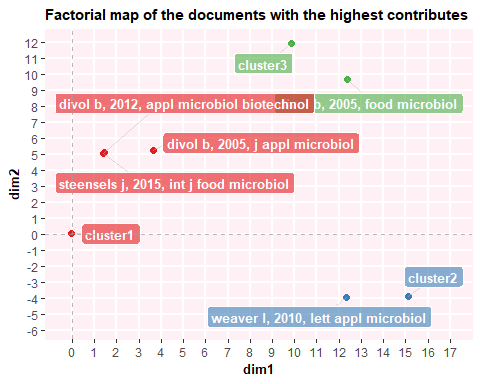 Factorial map of the documents with the highest contributes
dim2
12
11
10
9
8
7
6
5
4
3
2
1
0
-1
-2
-3
-4
-5
-6
cluster3
divol b, 2012, appl microbiol biotechnol
b, 2005, food microbiol
divol b, 2005, j appl microbiol
steensels j, 2015, int j food microbiol
cluster1
cluster2
weaver l, 2010, lett appl microbiol
0 1 2 3 4 5 6 7 8 9 10 11 12 13 14 15 16 17
dim1